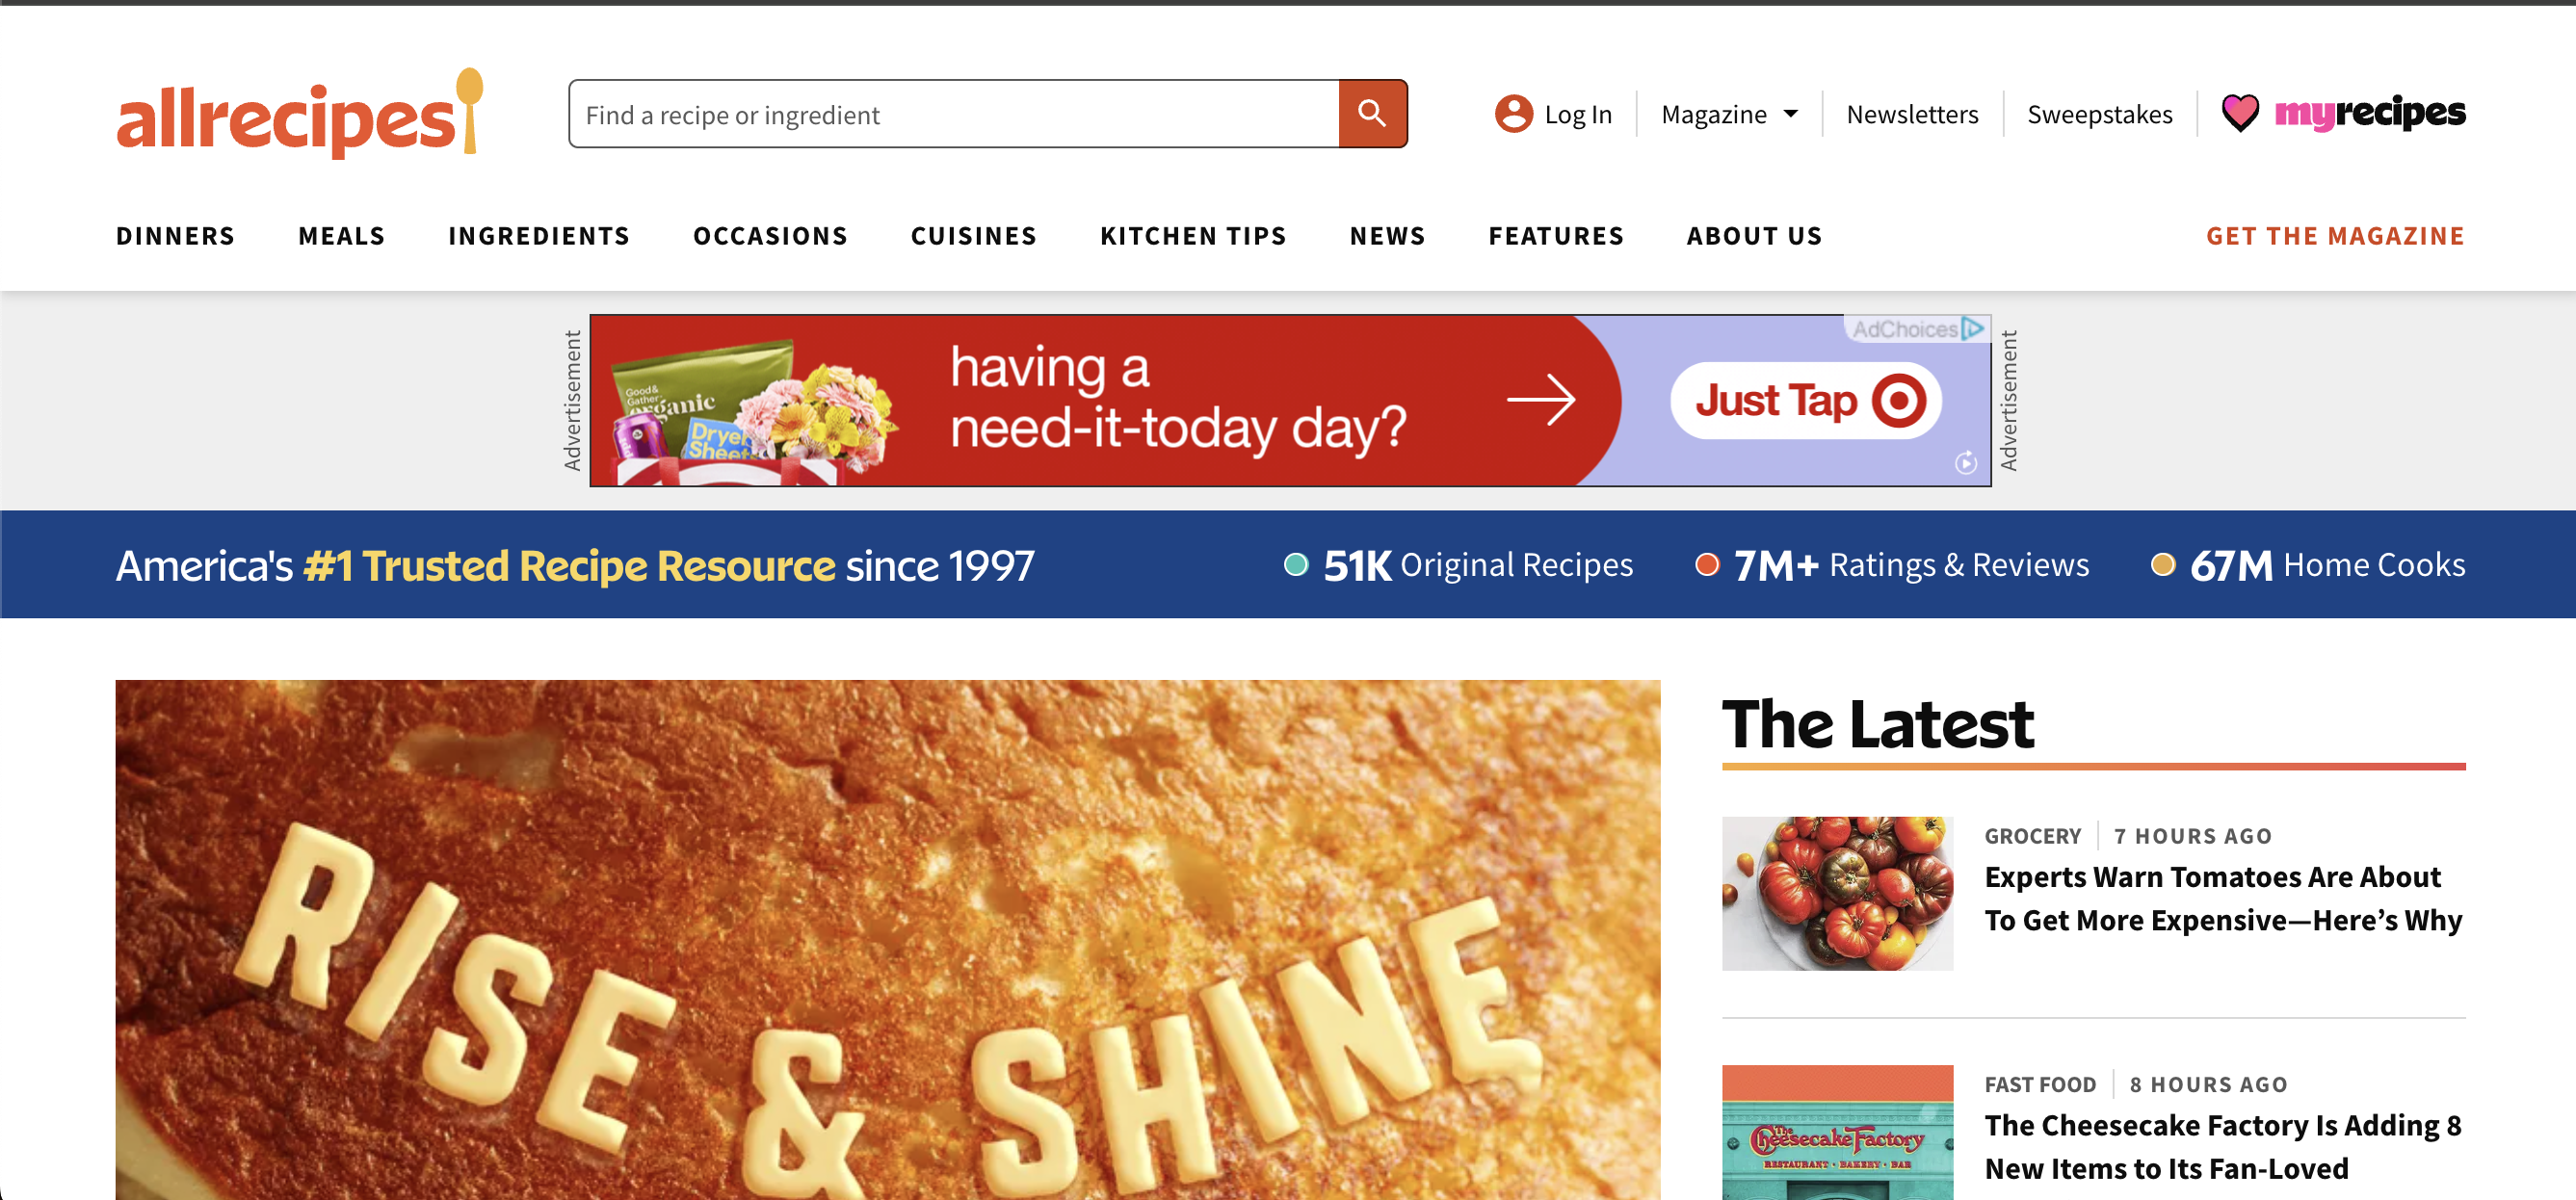 allrecipes
Find a recipe or ingredient
Log In
Magazine
Newsletters
Sweepstakes
myrecipes
DINNERS
MEALS
INGREDIENTS
OCCASIONS
CUISINES
KITCHEN TIPS
NEWS
FEATURES
ABOUT US
GET THE MAGAZINE
Advertisement
Good&
Gather
organic
Dryer
Sheets
having a
need-it-today day?
Just Tap
AdChoices
Advertisement
America's #1 Trusted Recipe Resource since 1997
51K Original Recipes
7M+ Ratings & Reviews
67M Home Cooks
RISE & SHINE
The Latest
GROCERY
7 HOURS AGO
Experts Warn Tomatoes Are About
To Get More Expensive—Here’s Why
FAST FOOD
8 HOURS AGO
The Cheesecake Factory
RESTAURANT • BAKERY • BAR
The Cheesecake Factory Is Adding 8
New Items to Its Fan-Loved